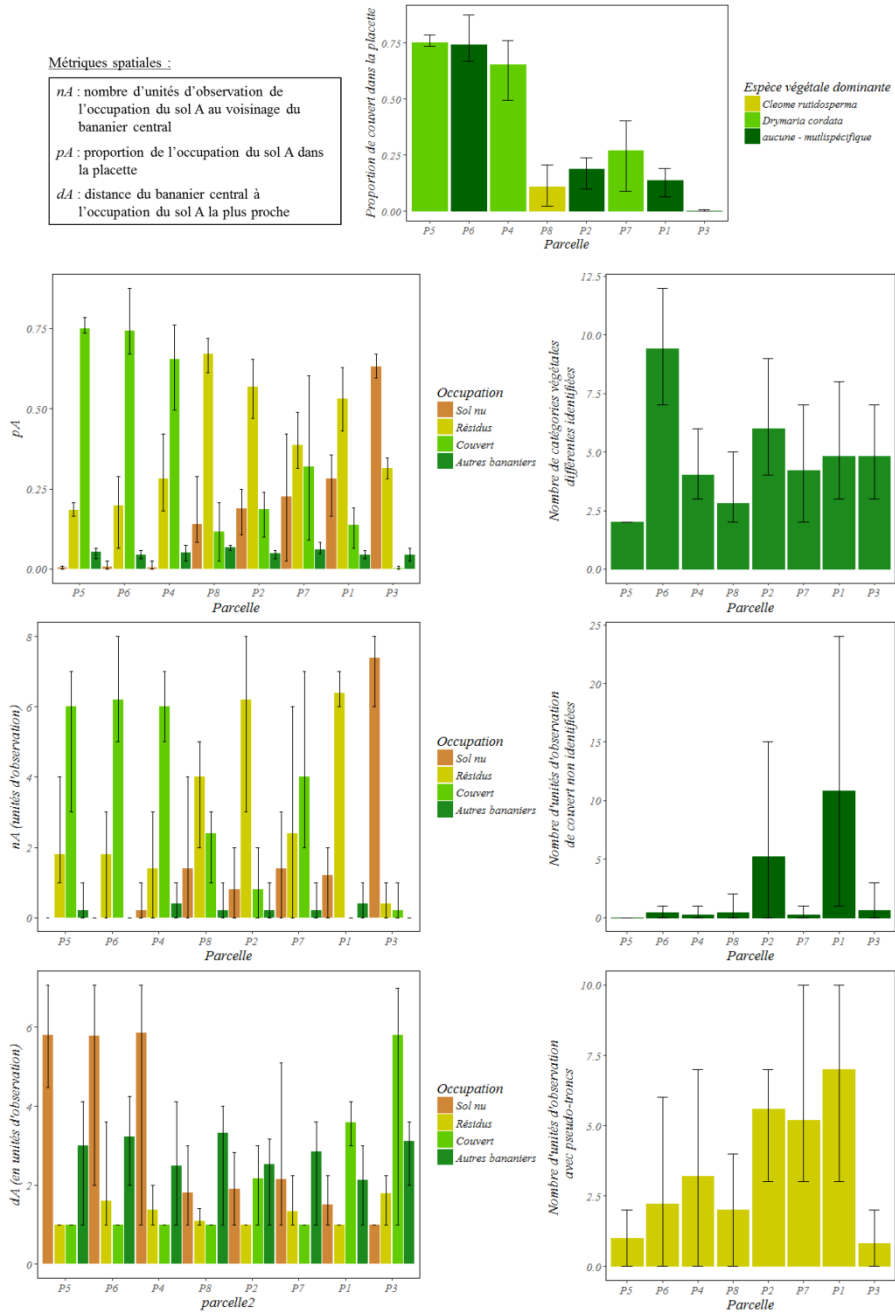 Métriques spatiales :
nA : nombre d'unités d'observation de
l'occupation du sol A au voisinage du
bananier central
pA : proportion de l'occupation du sol A dans
la placette
dA : distance du bananier central à
l'occupation du sol A la plus proche
Proportion de couvert dans la placette
0.75
0.50
0.25
0.00
P5 P6 P4 P8 P2 P7 P1 P3
Parcelle
Espèce végétale dominante
Cleome rutidosperma
Drymaria cordata
aucune - mutlispécifique
pA
0.75
0.50
0.25
0.00
P5 P6 P4 P8 P2 P7 P1 P3
Parcelle
Occupation
Sol nu
Résidus
Couvert
Autres bananiers
Nombre de catégories végétales
différentes identifiées
12.5
10.0
7.5
5.0
2.5
0.0
P5 P6 P4 P8 P2 P7 P1 P3
Parcelle
nA (unités d'observation)
8
6
4
2
0
P5 P6 P4 P8 P2 P7 P1 P3
Parcelle
Occupation
Sol nu
Résidus
Couvert
Autres bananiers
Nombre d'unités d'observation
de couvert non identifiées
25
20
15
10
5
0
P5 P6 P4 P8 P2 P7 P1 P3
Parcelle
dA (en unités d'observation)
6
4
2
0
P5 P6 P4 P8 P2 P7 P1 P3
parcelle2
Occupation
Sol nu
Résidus
Couvert
Autres bananiers
Nombre d'unités d'observation
avec pseudo-troncs
10.0
7.5
5.0
2.5
0.0
P5 P6 P4 P8 P2 P7 P1 P3
Parcelle